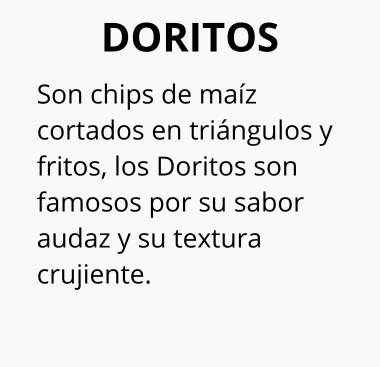 DORITOS
Son chips de maíz
cortados en triángulos y
fritos, los Doritos son
famosos por su sabor
audaz y su textura
crujiente.